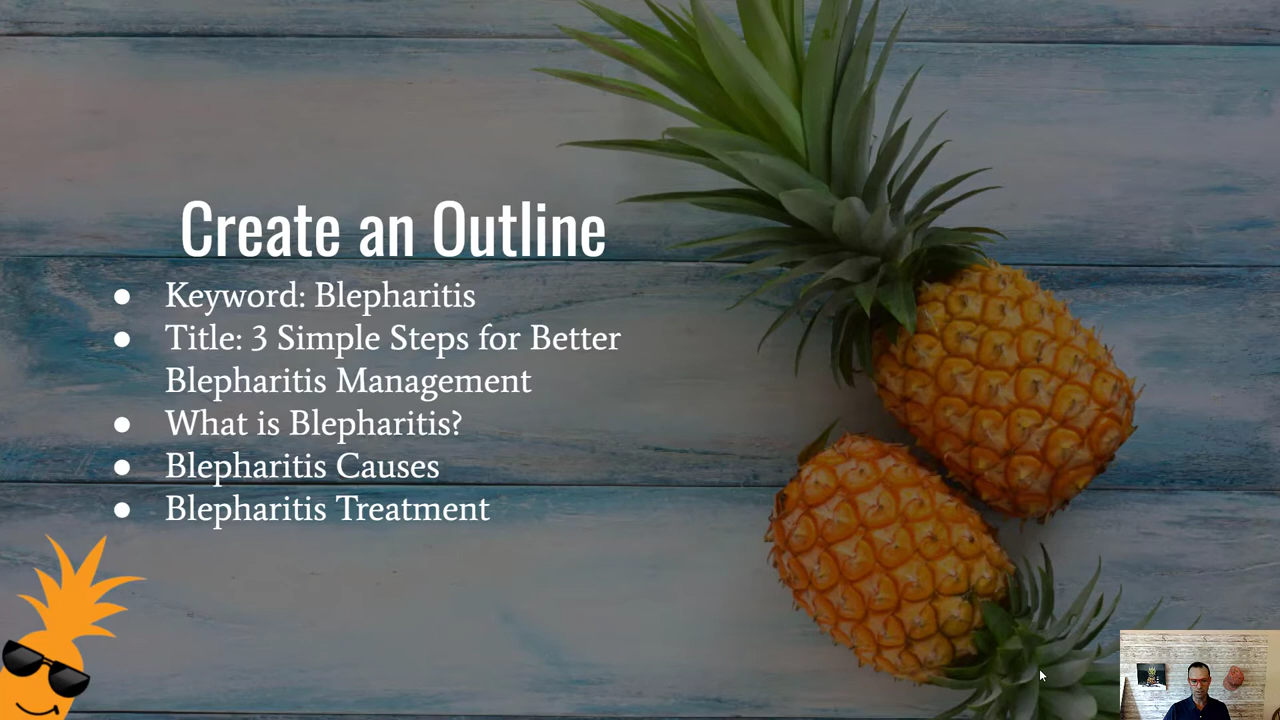 Create an Outline
● Keyword: Blepharitis
● Title: 3 Simple Steps for Better
Blepharitis Management
● What is Blepharitis?
● Blepharitis Causes
● Blepharitis Treatment